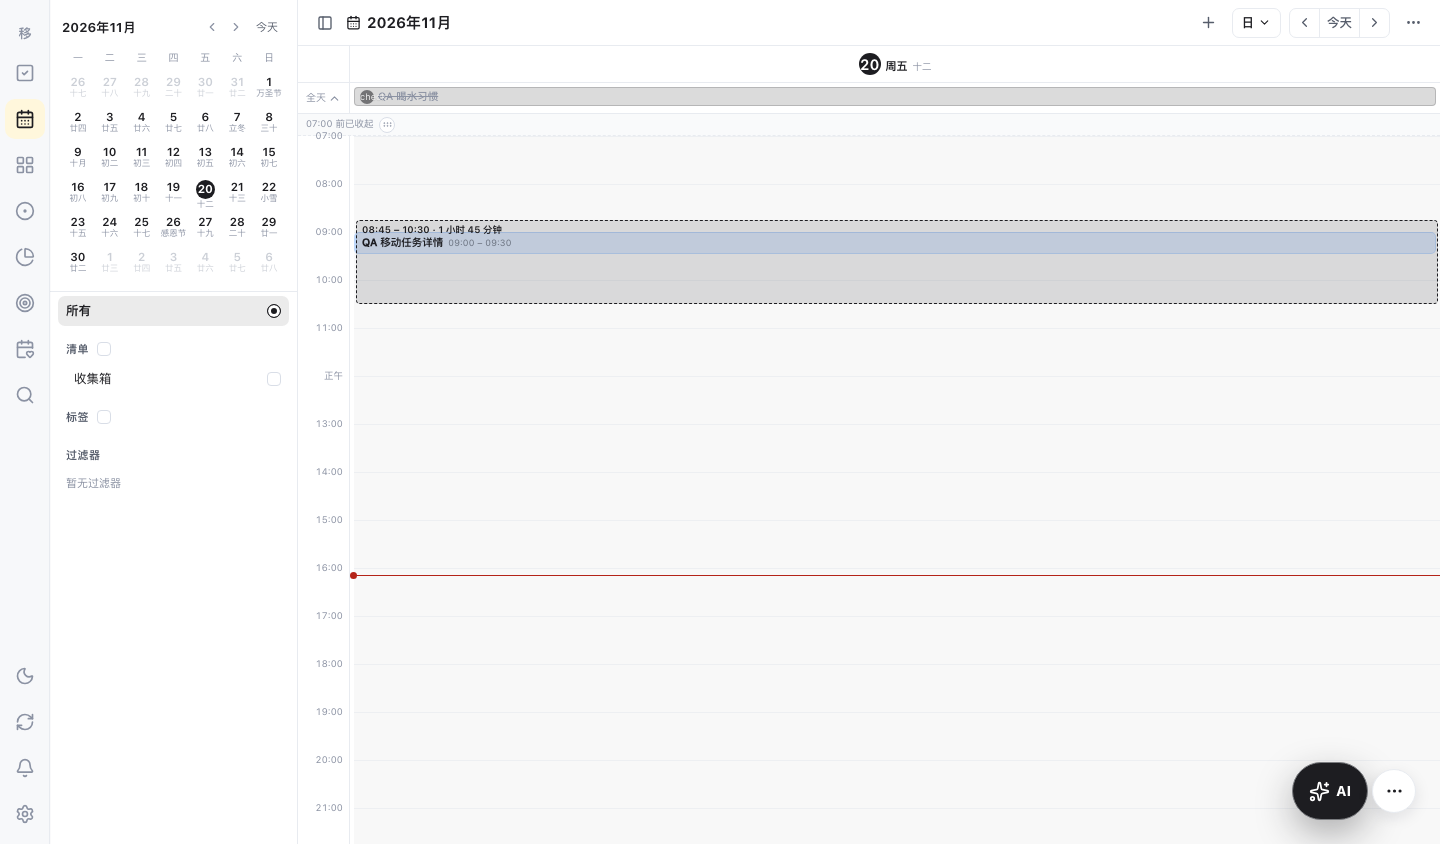 移
2026年11月
今天
一 二 三 四 五 六 日
26 27 28 29 30 31 1
十七 十八 十九 二十 廿一 廿二 万圣节
2 3 4 5 6 7 8
廿四 廿五 廿六 廿七 廿八 立冬 三十
9 10 11 12 13 14 15
十月 初二 初三 初四 初五 初六 初七
16 17 18 19 20 21 22
初八 初九 初十 十一 十二 十三 小雪
23 24 25 26 27 28 29
十五 十六 十七 感恩节 十九 二十 廿一
30 1 2 3 4 5 6
廿二 廿三 廿四 廿五 廿六 廿七 廿八
所有
清单
收集箱
标签
过滤器
暂无过滤器
2026年11月
日
今天
20 周五 十二
全天
che QA 喝水习惯
07:00 前已收起
07:00
08:00
08:45 – 10:30 · 1 小时 45 分钟
09:00
QA 移动任务详情 09:00 – 09:30
10:00
11:00
正午
13:00
14:00
15:00
16:00
17:00
18:00
19:00
20:00
21:00
AI